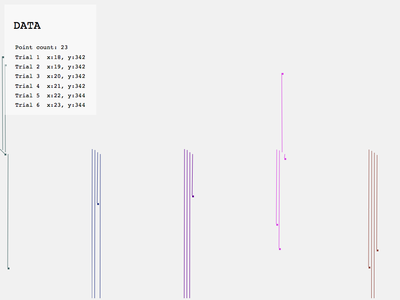 DATA
Point count: 23
Trial 1 x:18, y:342
Trial 2 x:19, y:342
Trial 3 x:20, y:342
Trial 4 x:21, y:342
Trial 5 x:22, y:344
Trial 6 x:23, y:344